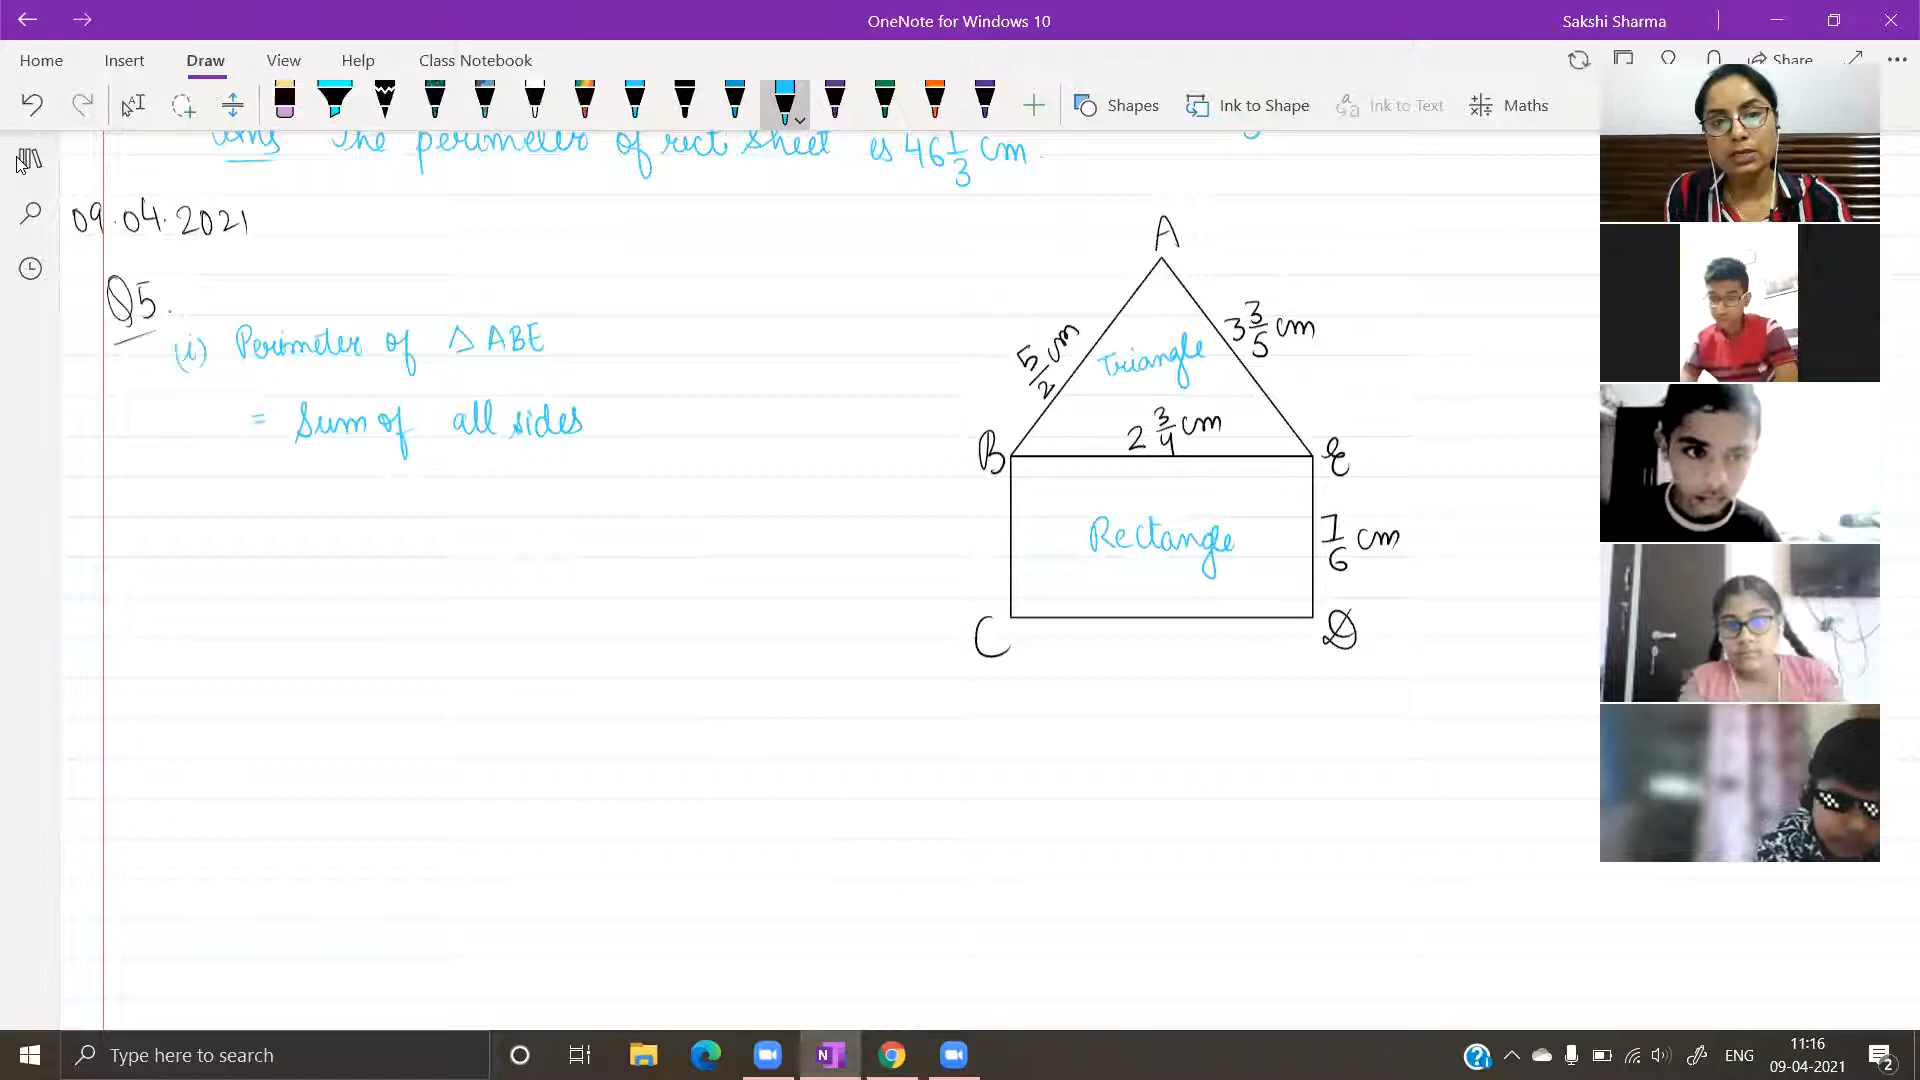 OneNote for Windows 10
Sakshi Sharma
Home Insert Draw View Help Class Notebook
Share
Shapes Ink to Shape Ink to Text Maths
The perimeter of rect sheet is 46 1/3 cm
09.04.2021
Q5.
(i) Perimeter of △ ABE
= Sum of all sides
A
5/2 cm
3 3/5 cm
Triangle
2 3/4 cm
B
E
Rectangle
7/6 cm
C
D
Type here to search
ENG
11:16
09-04-2021
2